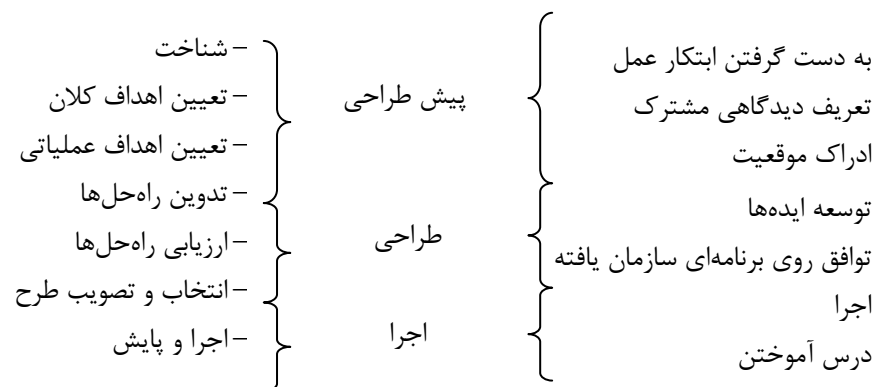 به دست گرفتن ابتکار عمل
تعریف دیدگاهی مشترک
ادراک موقعیت
توسعه ایده‌ها
توافق روی برنامه‌ای سازمان یافته
اجرا
درس آموختن
پیش طراحی
طراحی
اجرا
– شناخت
– تعیین اهداف کلان
– تعیین اهداف عملیاتی
– تدوین راه‌حل‌ها
– ارزیابی راه‌حل‌ها
– انتخاب و تصویب طرح
– اجرا و پایش